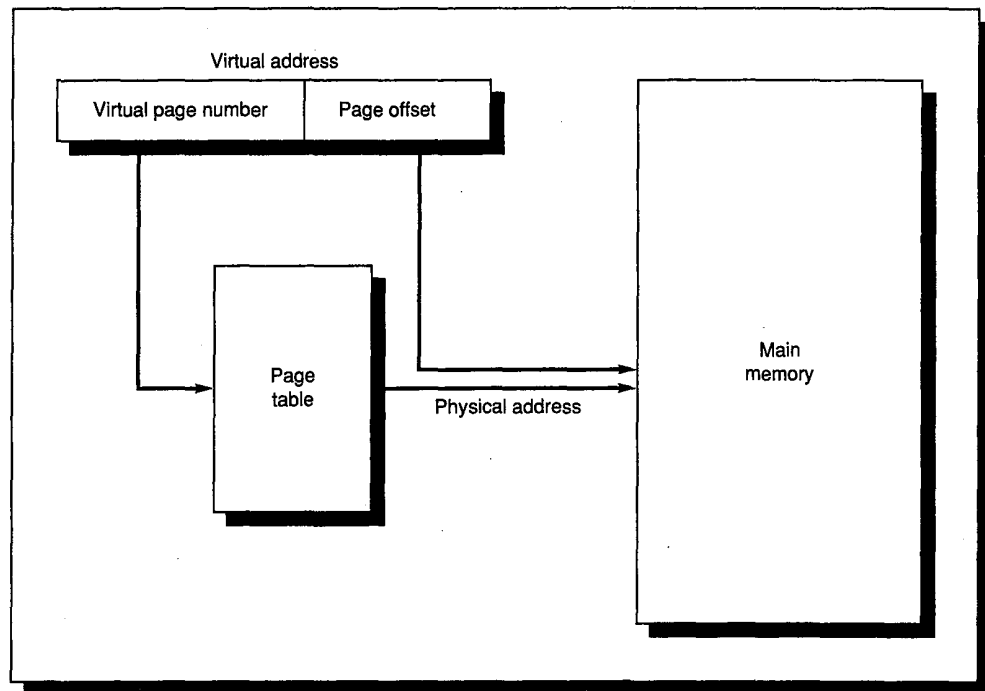 Virtual address
Virtual page number
Page offset
Page
table
Physical address
Main
memory